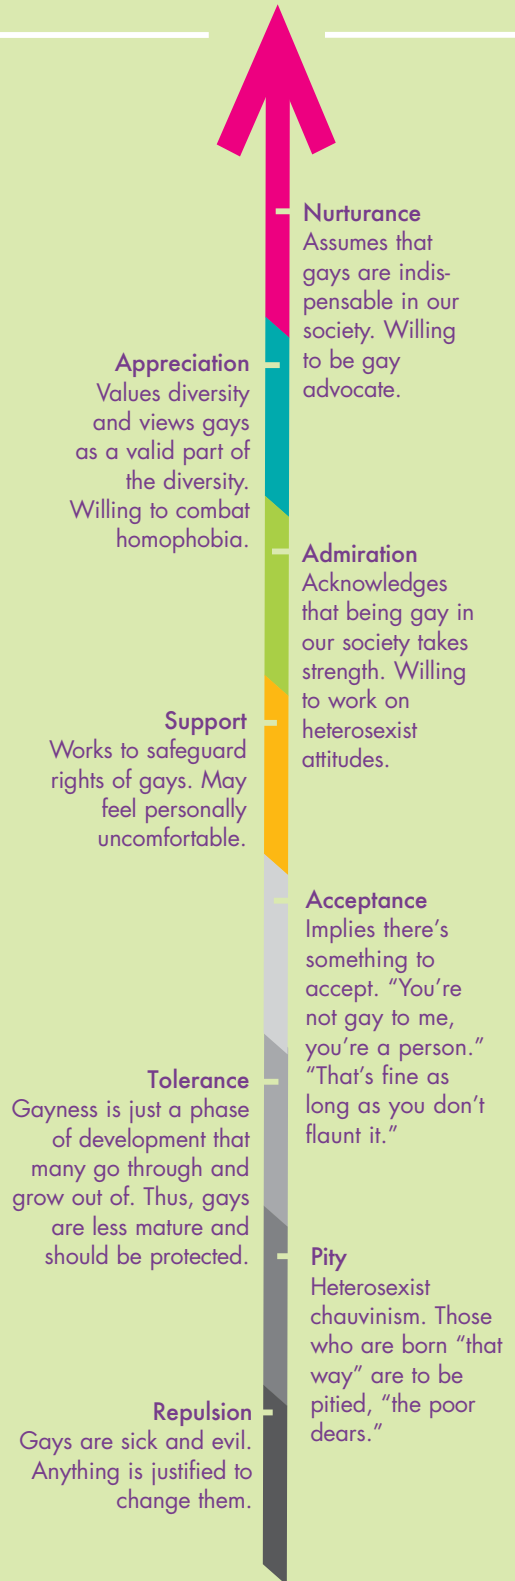 Nurturance
Assumes that
gays are indis-
pensable in our
society. Willing
to be gay
advocate.
Appreciation
Values diversity
and views gays
as a valid part of
the diversity.
Willing to combat
homophobia.
Admiration
Acknowledges
that being gay in
our society takes
strength. Willing
to work on
heterosexist
attitudes.
Support
Works to safeguard
rights of gays. May
feel personally
uncomfortable.
Acceptance
Implies there’s
something to
accept. “You’re
not gay to me,
you’re a person.”
“That’s fine as
long as you don’t
flaunt it.”
Tolerance
Gayness is just a phase
of development that
many go through and
grow out of. Thus, gays
are less mature and
should be protected.
Pity
Heterosexist
chauvinism. Those
who are born “that
way” are to be
pitied, “the poor
dears.”
Repulsion
Gays are sick and evil.
Anything is justified to
change them.